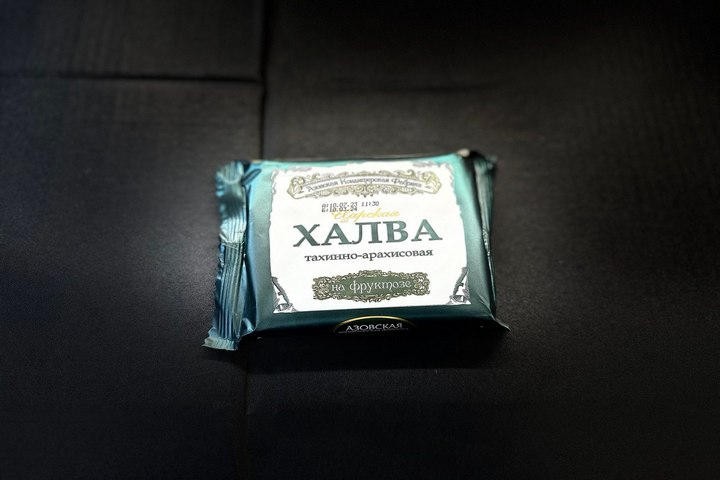 Азовская Кондитерская Фабрика
Царская
ХАЛВА
тахинно-арахисовая
на фруктозе
АЗОВСКАЯ